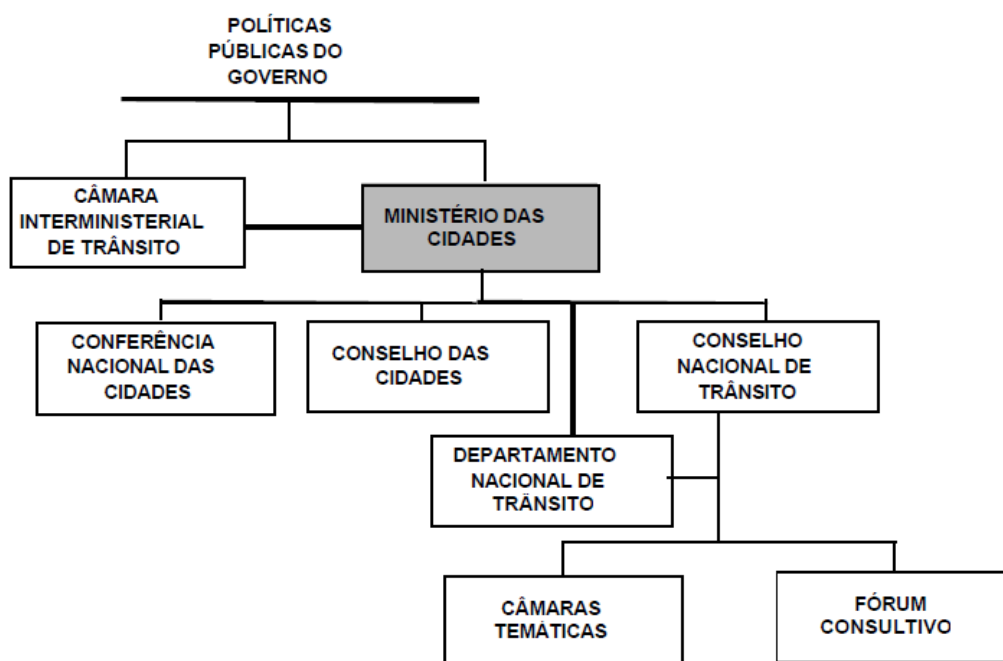 POLÍTICAS
PÚBLICAS DO
GOVERNO
CÂMARA
INTERMINISTERIAL
DE TRÂNSITO
MINISTÉRIO DAS
CIDADES
CONFERÊNCIA
NACIONAL DAS
CIDADES
CONSELHO DAS
CIDADES
CONSELHO
NACIONAL DE
TRÂNSITO
DEPARTAMENTO
NACIONAL DE
TRÂNSITO
CÂMARAS
TEMÁTICAS
FÓRUM
CONSULTIVO